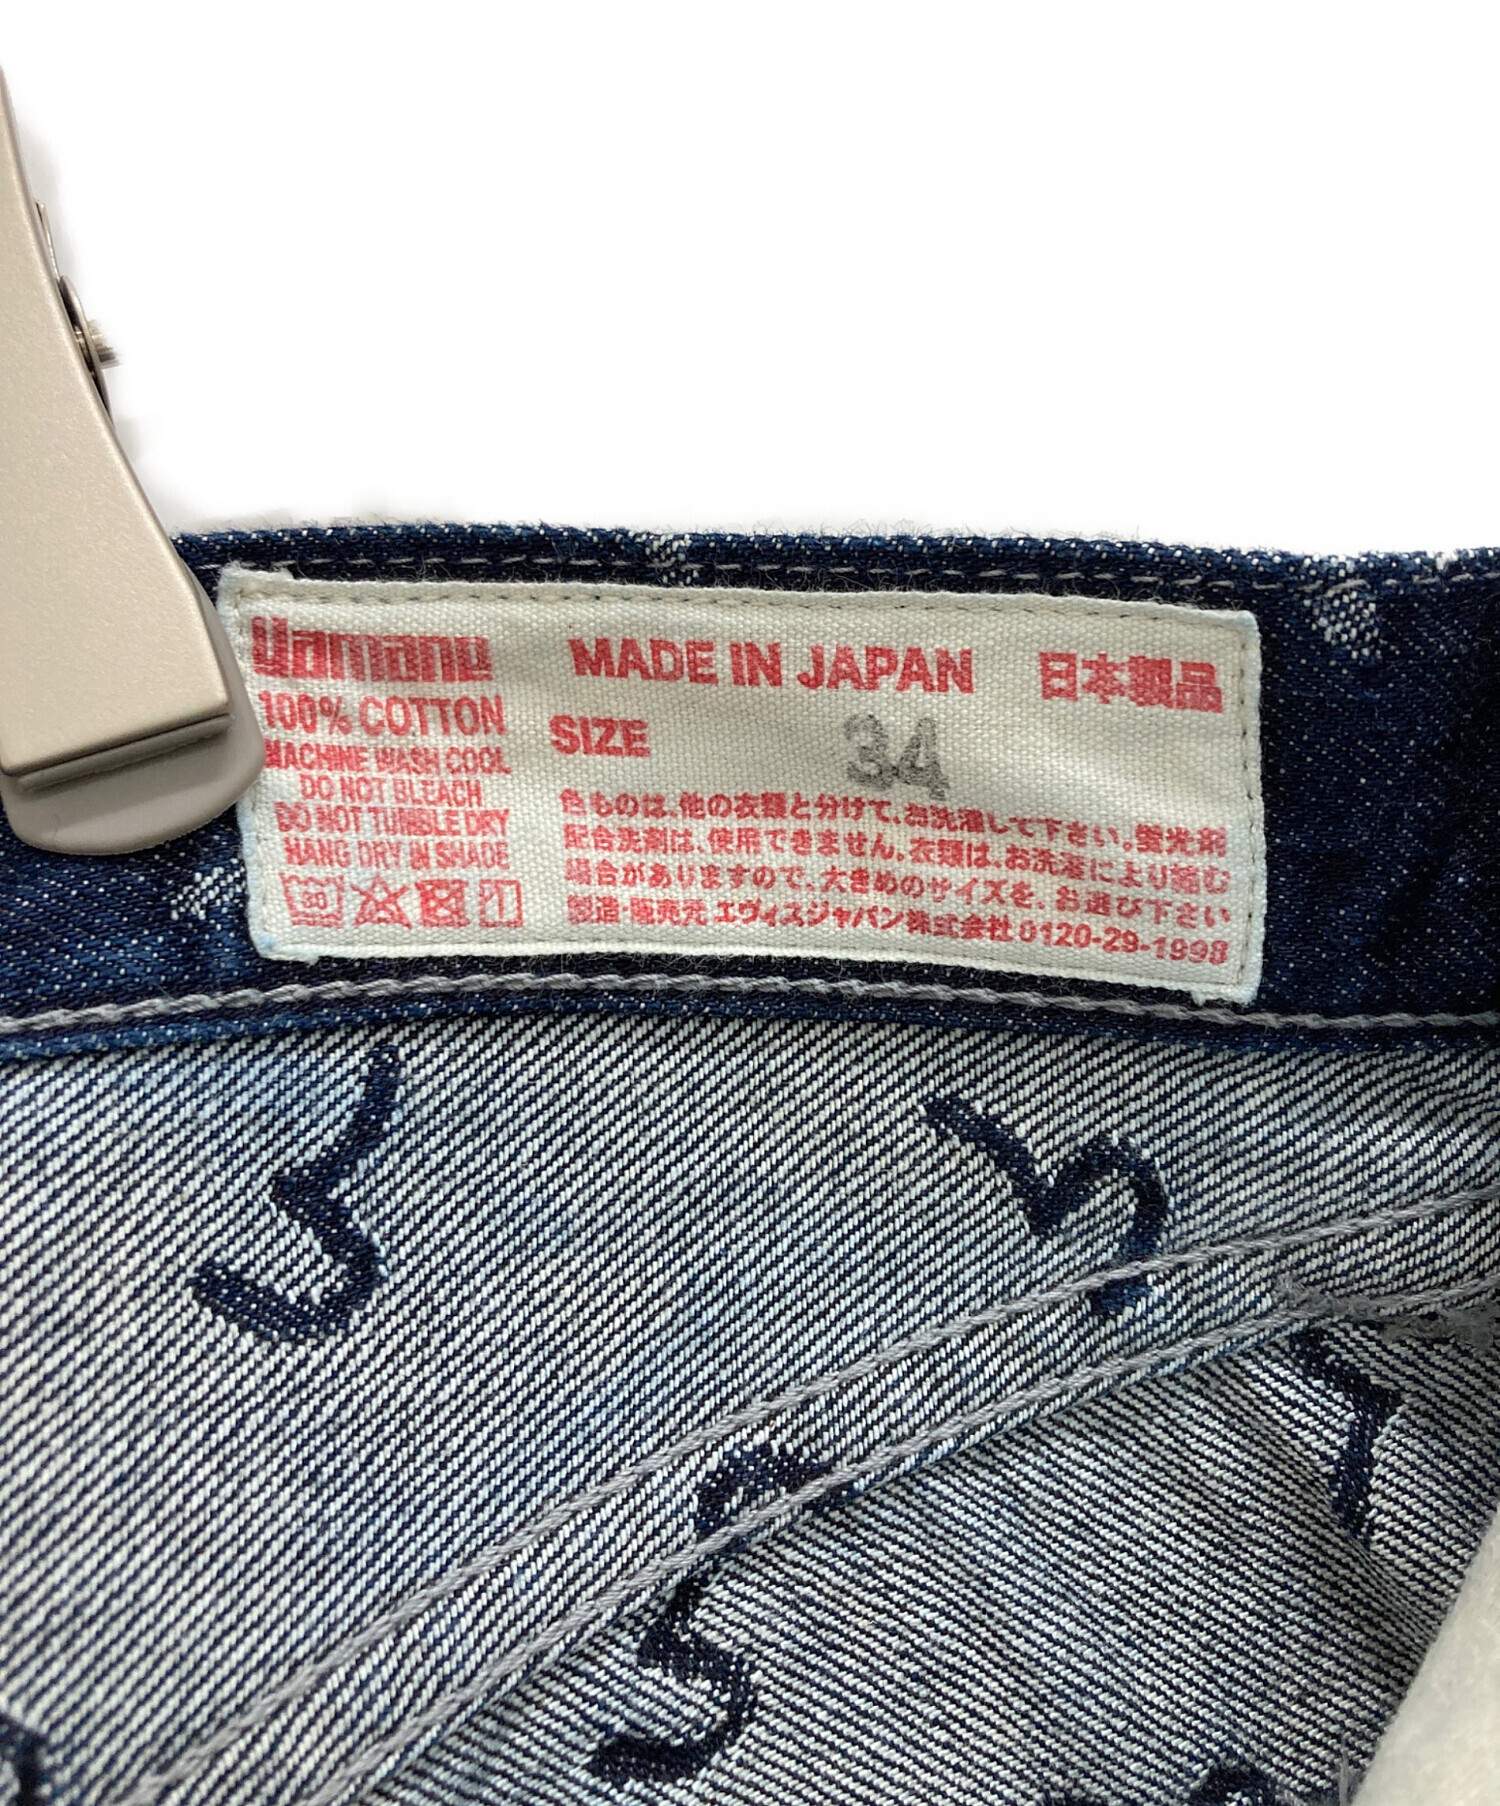 Yamane
100% COTTON
MACHINE WASH COOL
DO NOT BLEACH
DO NOT TUMBLE DRY
HANG DRY IN SHADE
30
MADE IN JAPAN 日本製品
SIZE 34
色ものは、他の衣類と分けて、お洗濯して下さい。蛍光剤
配合洗剤は、使用できません。衣類は、お洗濯により縮む
場合がありますので、大きめのサイズを、お選び下さい
製造・販売元 エヴィスジャパン株式会社 0120-29-1998